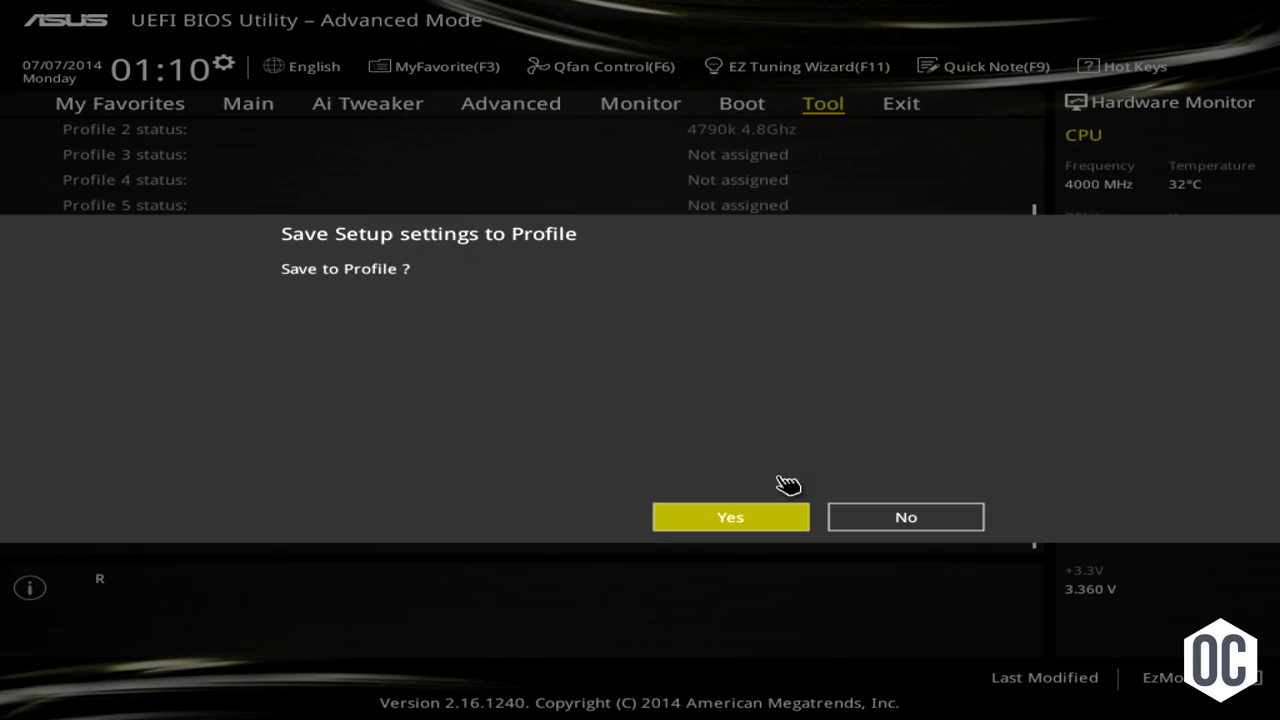 ASUS UEFI BIOS Utility – Advanced Mode
07/07/2014
Monday
01:10
English
MyFavorite(F3)
Qfan Control(F6)
EZ Tuning Wizard(F11)
Quick Note(F9)
? Hot Keys
My Favorites Main Ai Tweaker Advanced Monitor Boot Tool Exit
Hardware Monitor
Profile 2 status: 4790k 4.8Ghz
Profile 3 status: Not assigned
Profile 4 status: Not assigned
Profile 5 status: Not assigned
CPU
Frequency Temperature
4000 MHz 32°C
Save Setup settings to Profile
Save to Profile ?
Yes No
R
+3.3V
3.360 V
OC
Last Modified
Version 2.16.1240. Copyright (C) 2014 American Megatrends, Inc.